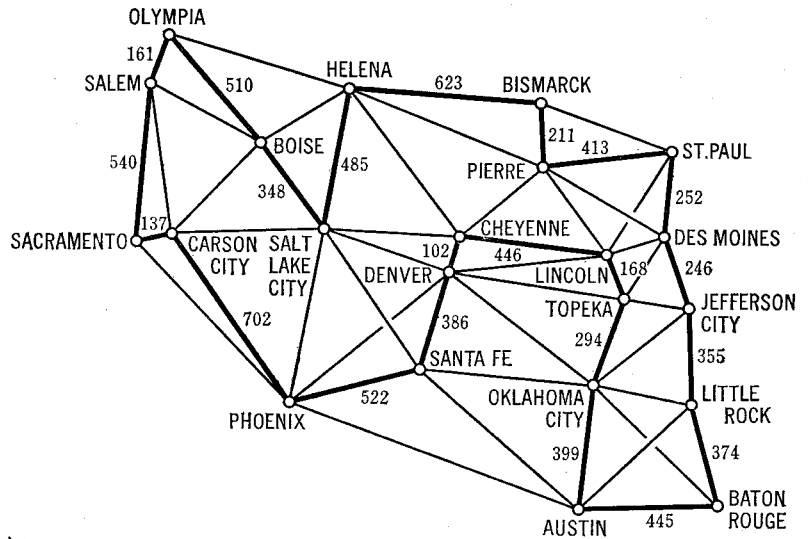 OLYMPIA
161
SALEM
510
HELENA
623
BISMARCK
211
413
ST. PAUL
BOISE
485
PIERRE
540
348
252
137
SACRAMENTO
CARSON
CITY
SALT
LAKE
CITY
CHEYENNE
102
446
DENVER
LINCOLN
168
DES MOINES
246
TOPEKA
JEFFERSON
CITY
702
386
294
355
SANTA FE
522
PHOENIX
OKLAHOMA
CITY
LITTLE
ROCK
399
374
AUSTIN
445
BATON
ROUGE